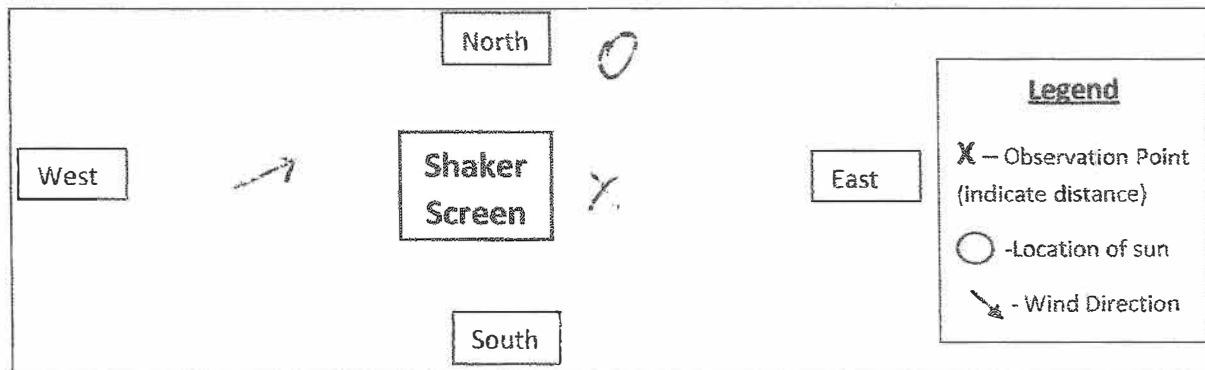 North
West
Shaker
Screen
X
East
South
Legend
X – Observation Point
(indicate distance)
-Location of sun
- Wind Direction